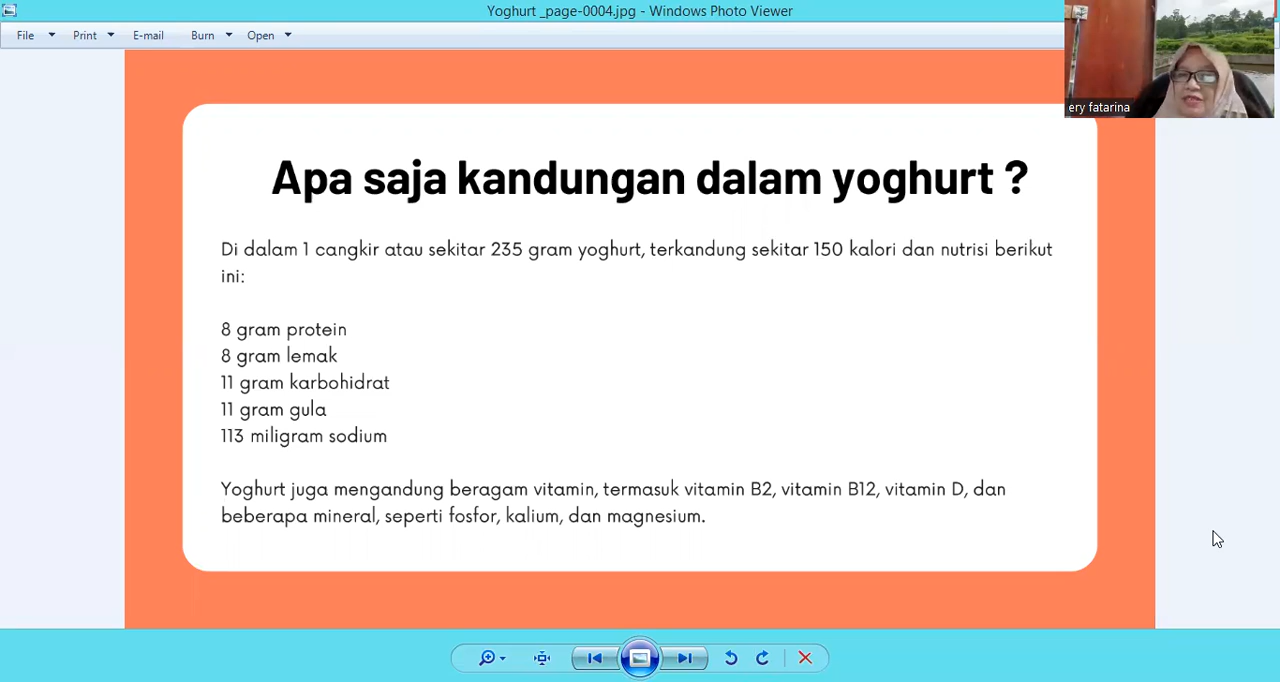 Yoghurt _page-0004.jpg - Windows Photo Viewer
File Print E-mail Burn Open
ery fatarina
Apa saja kandungan dalam yoghurt ?
Di dalam 1 cangkir atau sekitar 235 gram yoghurt, terkandung sekitar 150 kalori dan nutrisi berikut
ini:
8 gram protein
8 gram lemak
11 gram karbohidrat
11 gram gula
113 miligram sodium
Yoghurt juga mengandung beragam vitamin, termasuk vitamin B2, vitamin B12, vitamin D, dan
beberapa mineral, seperti fosfor, kalium, dan magnesium.